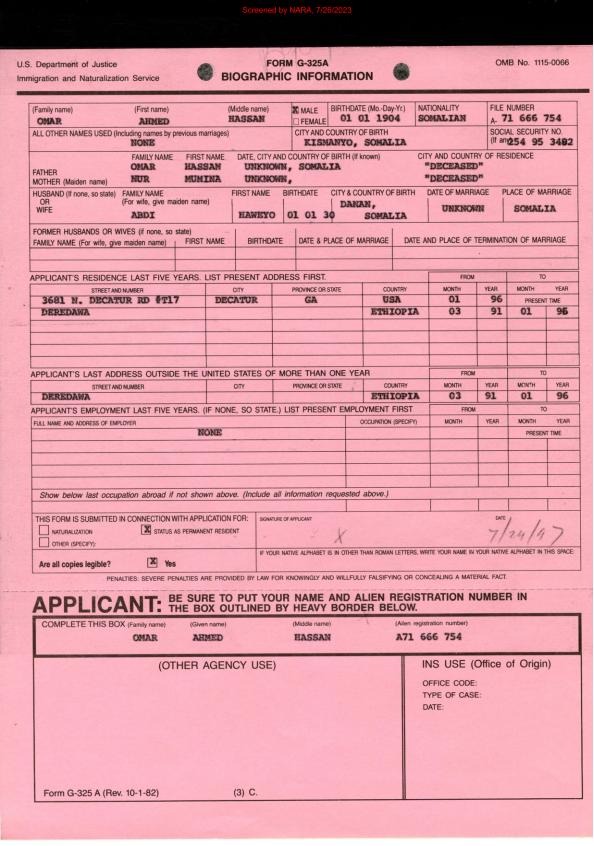 Screened by NARA, 7/26/2023
U.S. Department of Justice
Immigration and Naturalization Service
FORM G-325A
BIOGRAPHIC INFORMATION
OMB No. 1115-0066
(Family name) (First name) (Middle name) X MALE FEMALE BIRTHDATE (Mo.-Day-Yr.) NATIONALITY FILE NUMBER
OMAR AHMED HASSAN 01 01 1904 SOMALIAN A- 71 666 754
ALL OTHER NAMES USED (Including names by previous marriages) CITY AND COUNTRY OF BIRTH SOCIAL SECURITY NO.
NONE KISMANYO, SOMALIA (If any) 254 95 3482
FAMILY NAME FIRST NAME DATE, CITY AND COUNTRY OF BIRTH (If known) CITY AND COUNTRY OF RESIDENCE
FATHER OMAR HASSAN UNKNOWN, SOMALIA "DECEASED"
MOTHER (Maiden name) NUR MUMINA UNKNOWN, "DECEASED"
HUSBAND (If none, so state) OR WIFE FAMILY NAME (For wife, give maiden name) FIRST NAME BIRTHDATE CITY & COUNTRY OF BIRTH DATE OF MARRIAGE PLACE OF MARRIAGE
ABDI HAWEYO 01 01 30 DANAN, SOMALIA UNKNOWN SOMALIA
FORMER HUSBANDS OR WIVES (if none, so state)
FAMILY NAME (For wife, give maiden name) FIRST NAME BIRTHDATE DATE & PLACE OF MARRIAGE DATE AND PLACE OF TERMINATION OF MARRIAGE
APPLICANT'S RESIDENCE LAST FIVE YEARS. LIST PRESENT ADDRESS FIRST. FROM TO
STREET AND NUMBER CITY PROVINCE OR STATE COUNTRY MONTH YEAR MONTH YEAR
3681 N. DECATUR RD #T17 DECATUR GA USA 01 96 PRESENT TIME
DEREDAWA ETHIOPIA 03 91 01 96
APPLICANT'S LAST ADDRESS OUTSIDE THE UNITED STATES OF MORE THAN ONE YEAR FROM TO
STREET AND NUMBER CITY PROVINCE OR STATE COUNTRY MONTH YEAR MONTH YEAR
DEREDAWA ETHIOPIA 03 91 01 96
APPLICANT'S EMPLOYMENT LAST FIVE YEARS. (IF NONE, SO STATE.) LIST PRESENT EMPLOYMENT FIRST FROM TO
FULL NAME AND ADDRESS OF EMPLOYER OCCUPATION (SPECIFY) MONTH YEAR MONTH YEAR
NONE PRESENT TIME
Show below last occupation abroad if not shown above. (Include all information requested above.)
THIS FORM IS SUBMITTED IN CONNECTION WITH APPLICATION FOR: SIGNATURE OF APPLICANT DATE
NATURALIZATION X STATUS AS PERMANENT RESIDENT X 7/24/97
OTHER (SPECIFY):
IF YOUR NATIVE ALPHABET IS IN OTHER THAN ROMAN LETTERS, WRITE YOUR NAME IN YOUR NATIVE ALPHABET IN THIS SPACE:
Are all copies legible? X Yes
PENALTIES: SEVERE PENALTIES ARE PROVIDED BY LAW FOR KNOWINGLY AND WILLFULLY FALSIFYING OR CONCEALING A MATERIAL FACT.
APPLICANT: BE SURE TO PUT YOUR NAME AND ALIEN REGISTRATION NUMBER IN
THE BOX OUTLINED BY HEAVY BORDER BELOW.
COMPLETE THIS BOX (Family name) (Given name) (Middle name) (Alien registration number)
OMAR AHMED HASSAN A71 666 754
(OTHER AGENCY USE) INS USE (Office of Origin)
OFFICE CODE:
TYPE OF CASE:
DATE:
Form G-325 A (Rev. 10-1-82) (3) C.